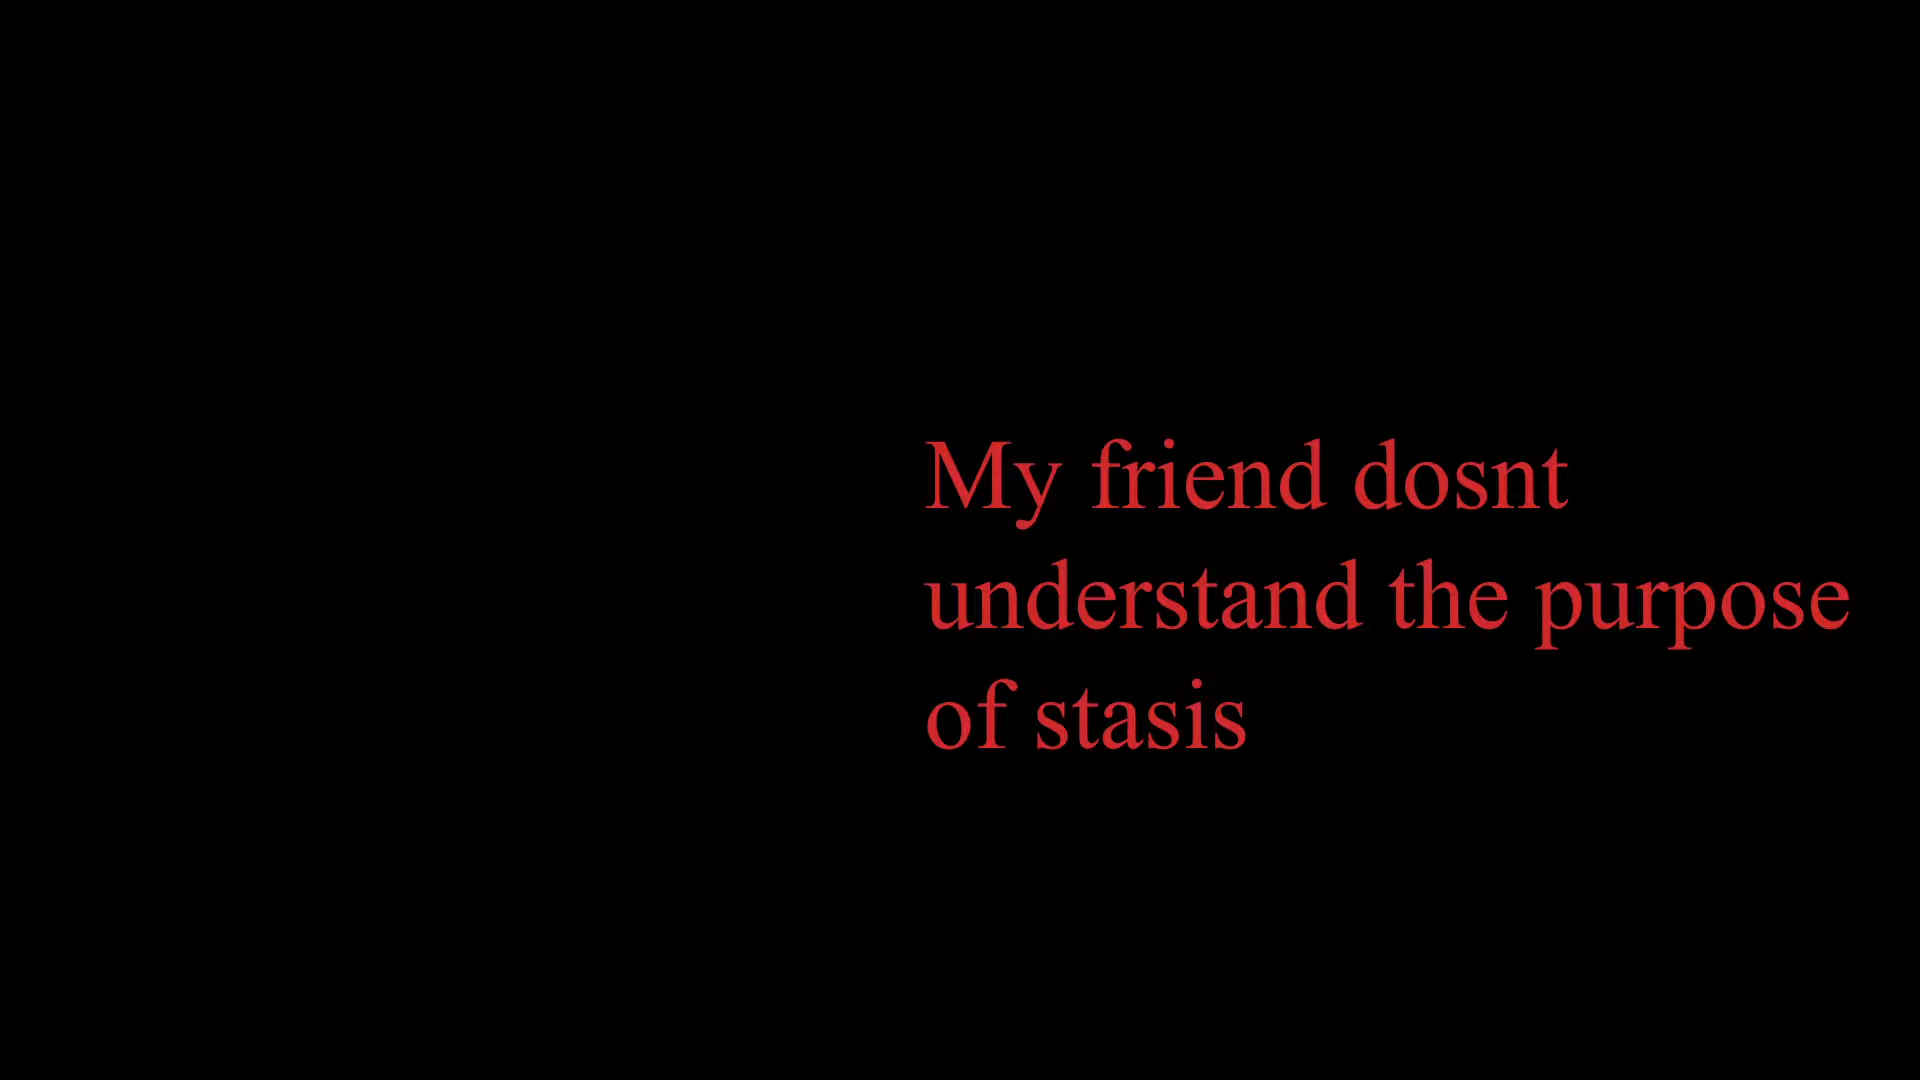 My friend dosnt
understand the purpose
of stasis